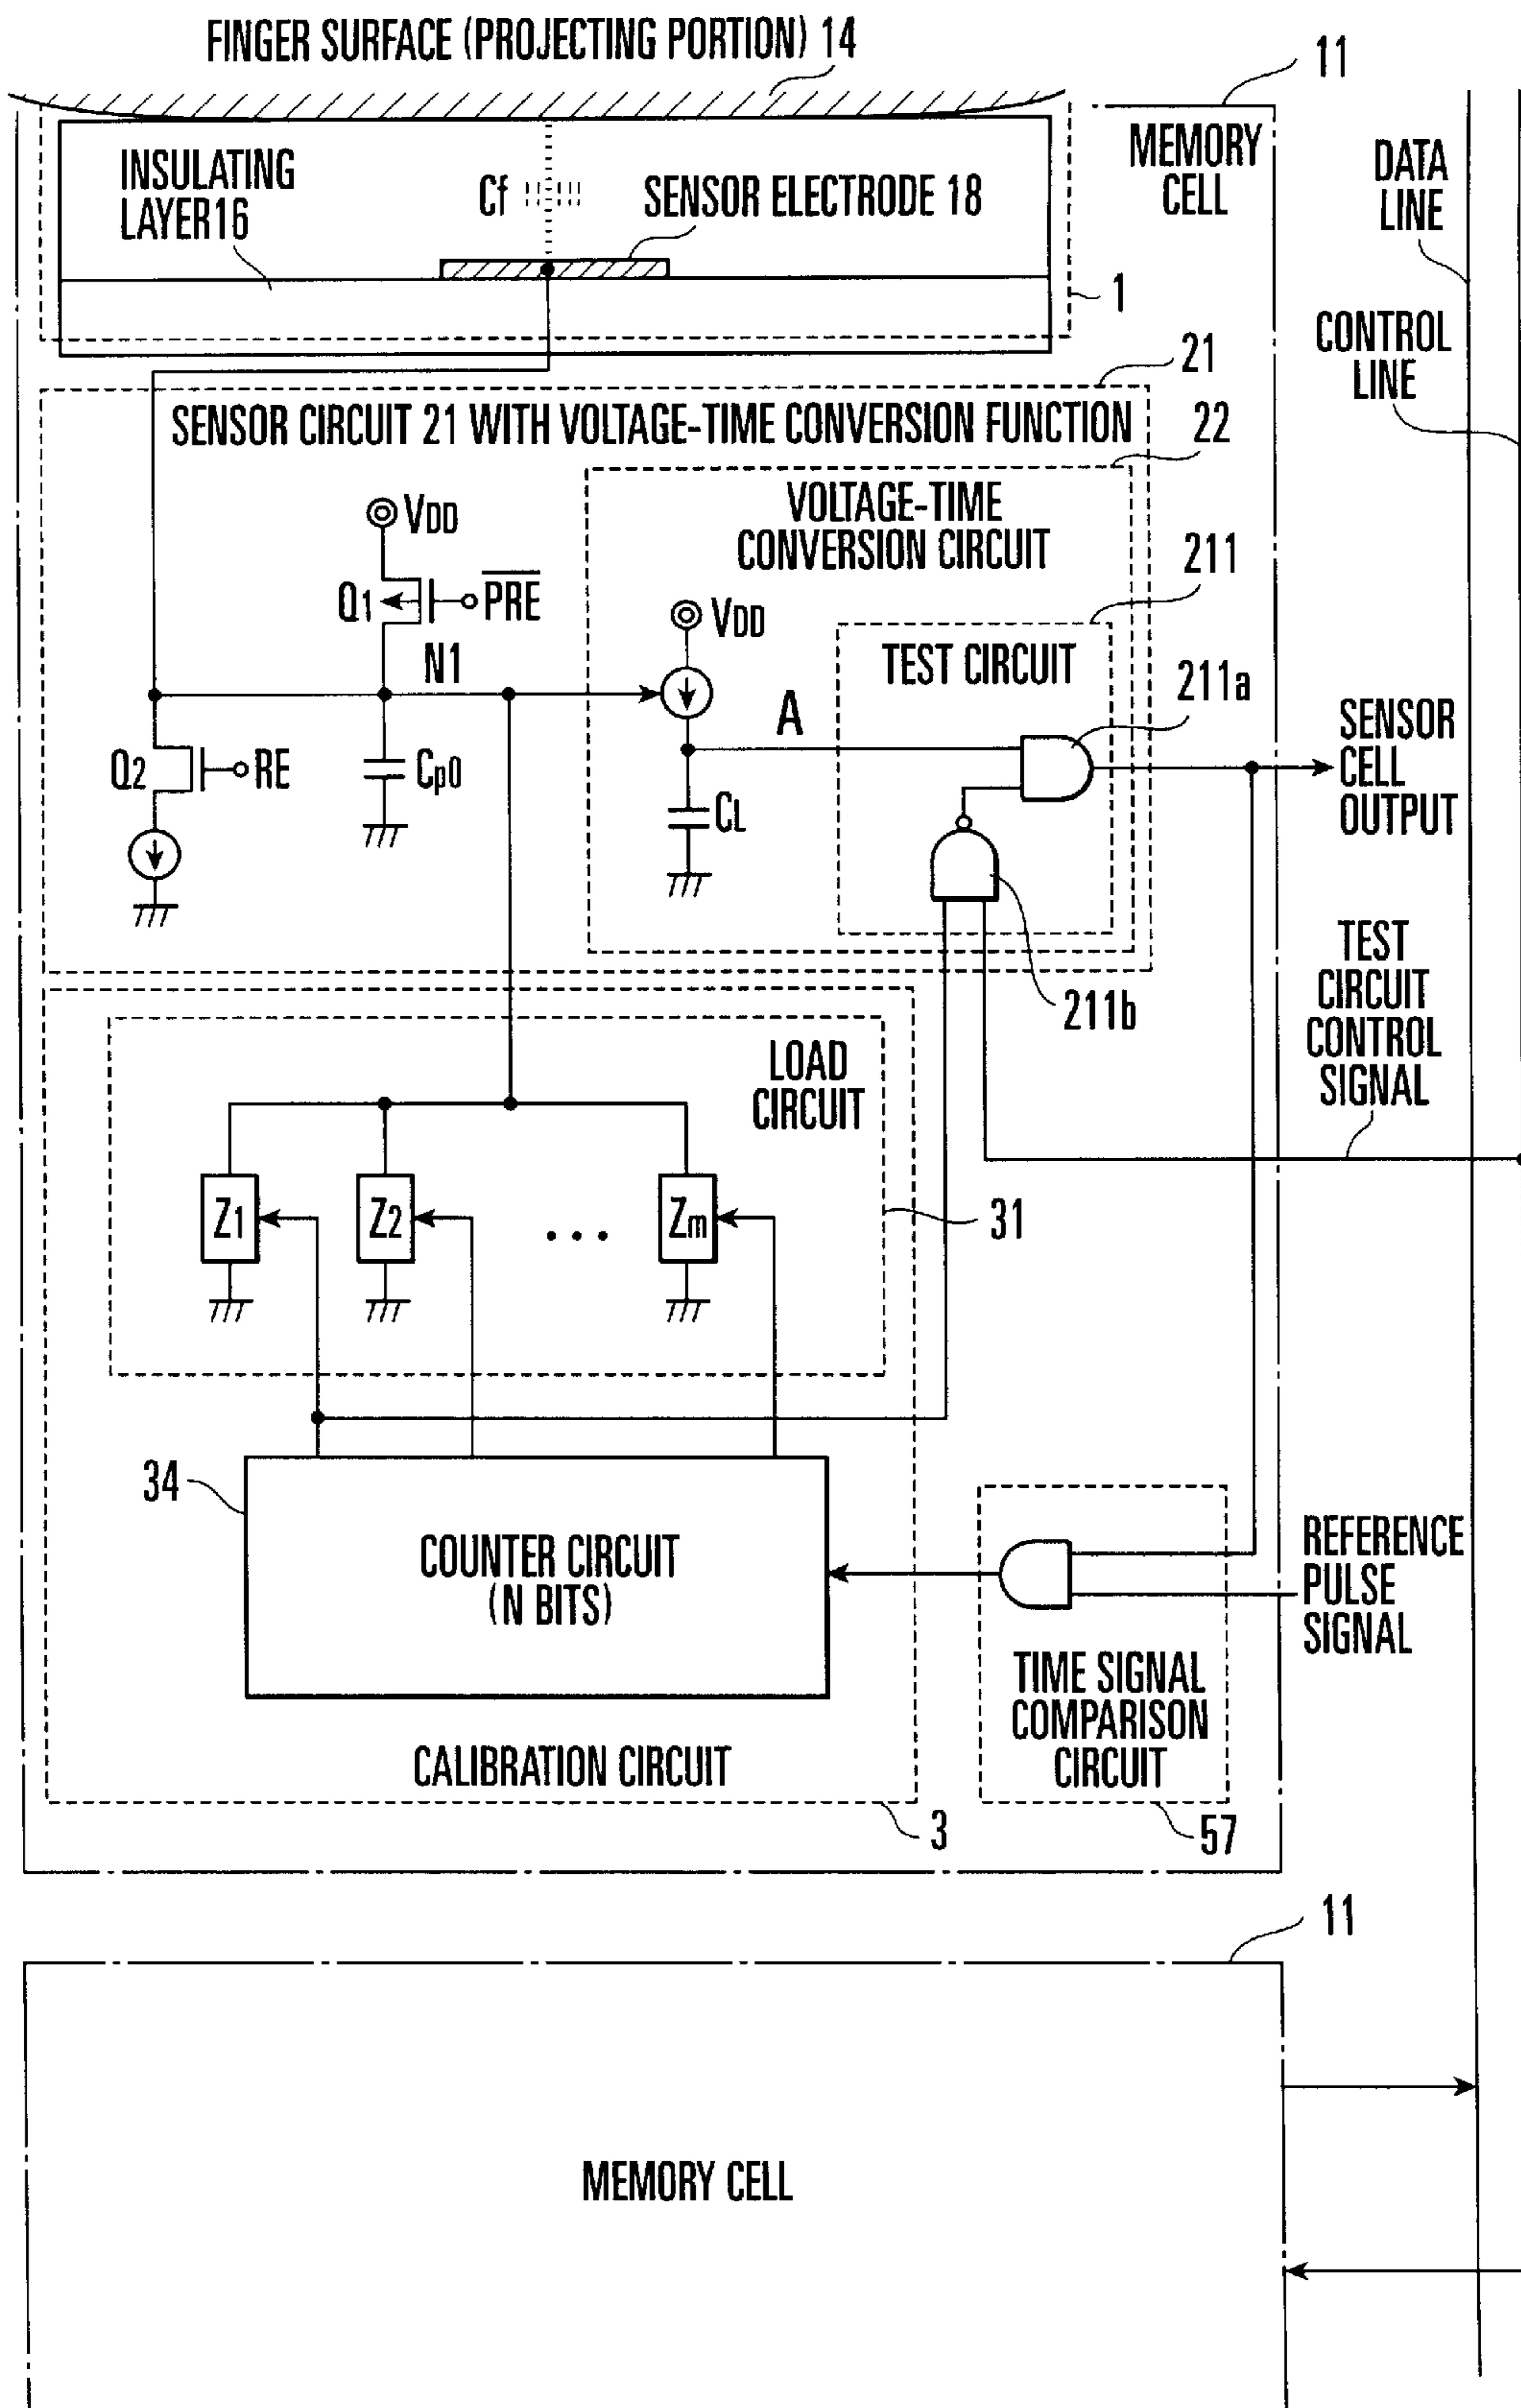 FINGER SURFACE (PROJECTING PORTION) 14
11
MEMORY
CELL
DATA
LINE
INSULATING
LAYER16
Cf
SENSOR ELECTRODE 18
1
CONTROL
LINE
21
SENSOR CIRCUIT 21 WITH VOLTAGE-TIME CONVERSION FUNCTION
22
VOLTAGE-TIME
CONVERSION CIRCUIT
VDD
211
Q1
PRE
VDD
TEST CIRCUIT
N1
211a
A
SENSOR
CELL
OUTPUT
Q2
RE
Cp0
CL
TEST
CIRCUIT
CONTROL
SIGNAL
211b
LOAD
CIRCUIT
Z1
Z2
...
Zm
31
34
COUNTER CIRCUIT
(N BITS)
REFERENCE
PULSE
SIGNAL
TIME SIGNAL
COMPARISON
CIRCUIT
CALIBRATION CIRCUIT
3
57
11
MEMORY CELL